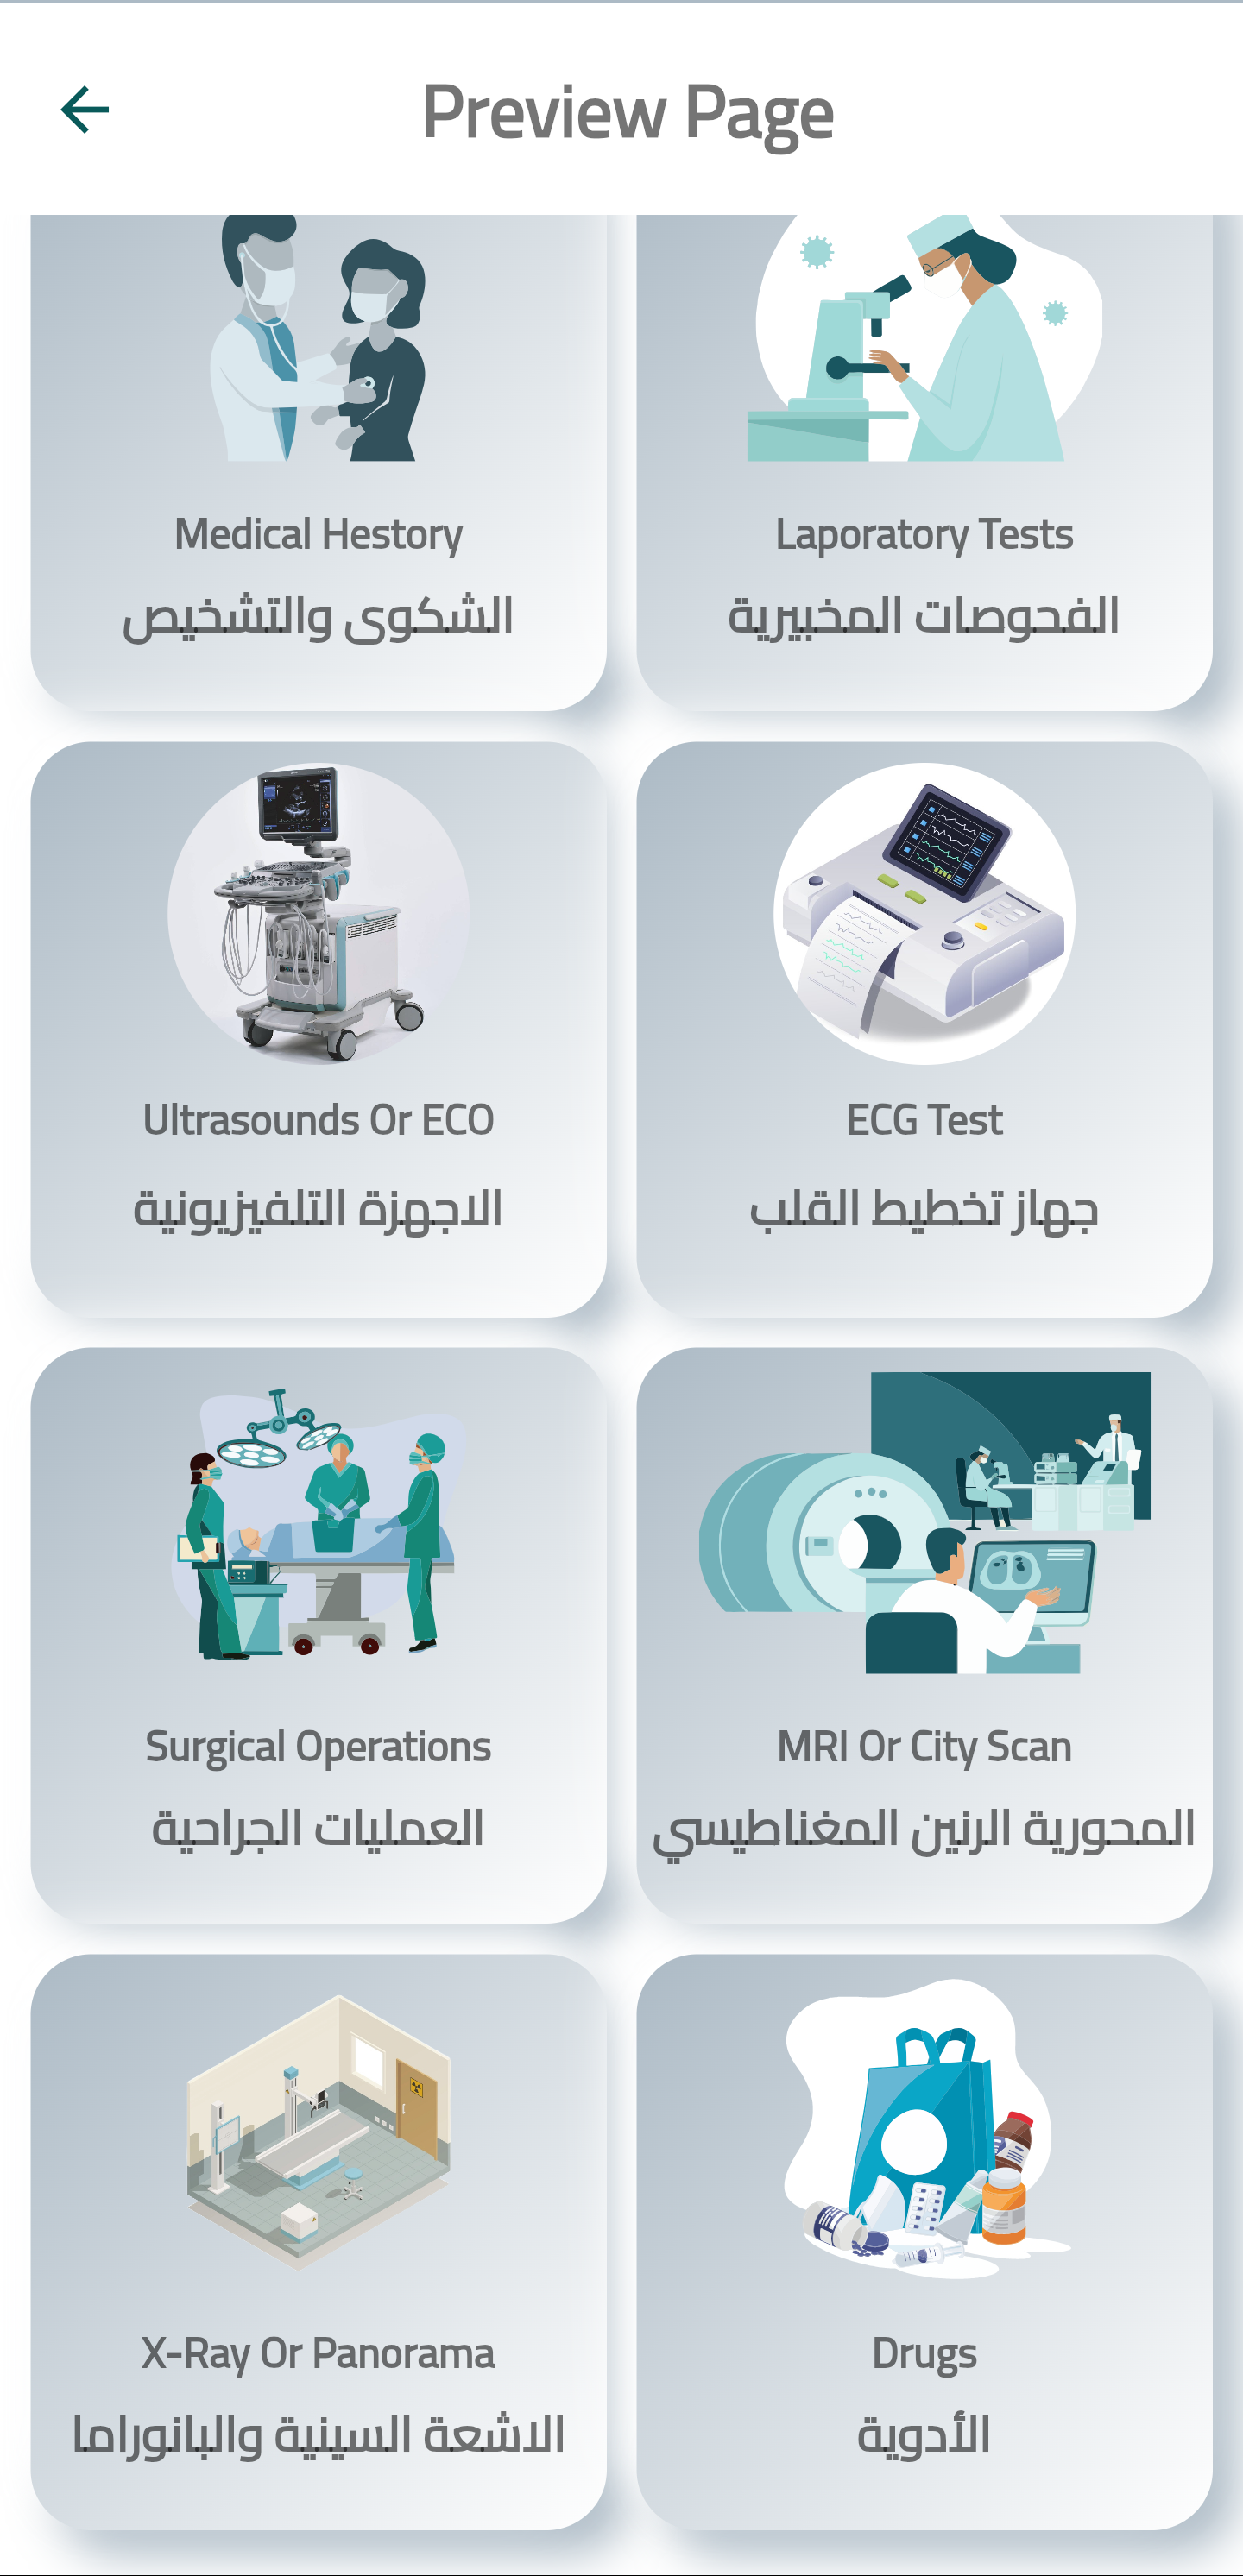 Preview Page
Medical Hestory
الشكوى والتشخيص
Laporatory Tests
الفحوصات المخبيرية
Ultrasounds Or ECO
الاجهزة التلفيزيونية
ECG Test
جهاز تخطيط القلب
Surgical Operations
العمليات الجراحية
MRI Or City Scan
المحورية الرنين المغناطيسي
X-Ray Or Panorama
الاشعة السينية والبانوراما
Drugs
الأدوية